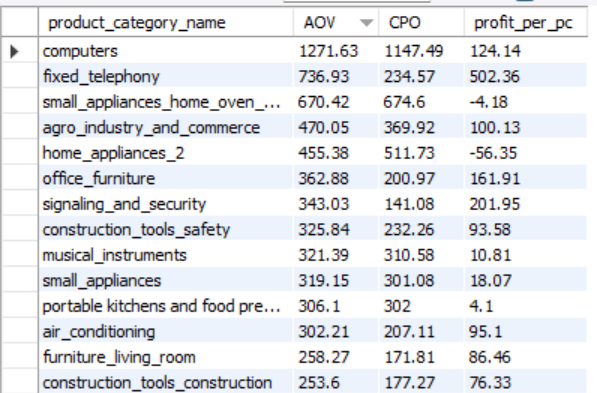 product_category_name AOV CPO profit_per_pc
computers 1271.63 1147.49 124.14
fixed_telephony 736.93 234.57 502.36
small_appliances_home_oven_... 670.42 674.6 -4.18
agro_industry_and_commerce 470.05 369.92 100.13
home_appliances_2 455.38 511.73 -56.35
office_furniture 362.88 200.97 161.91
signaling_and_security 343.03 141.08 201.95
construction_tools_safety 325.84 232.26 93.58
musical_instruments 321.39 310.58 10.81
small_appliances 319.15 301.08 18.07
portable kitchens and food pre... 306.1 302 4.1
air_conditioning 302.21 207.11 95.1
furniture_living_room 258.27 171.81 86.46
construction_tools_construction 253.6 177.27 76.33